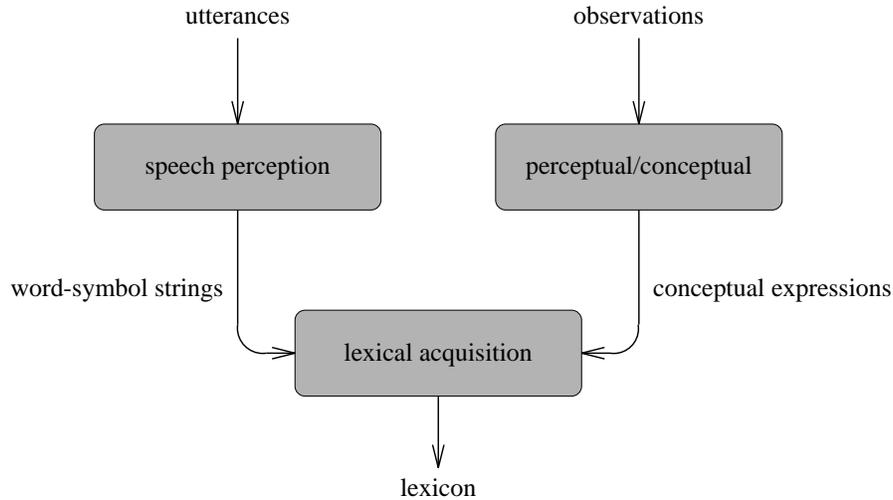 utterances
observations
speech perception
perceptual/conceptual
word-symbol strings
conceptual expressions
lexical acquisition
lexicon